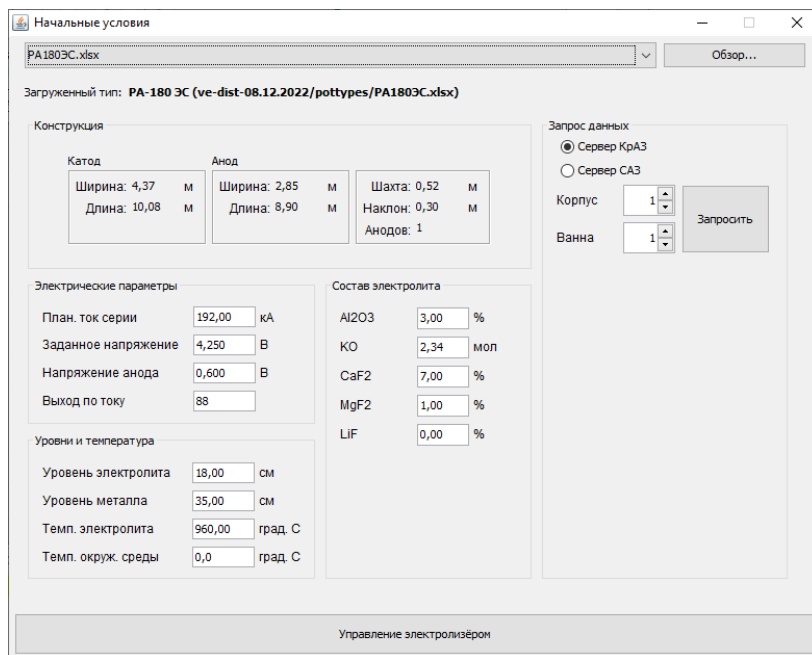 Начальные условия
РА180ЭС.xlsx
Обзор...
Загруженный тип: РА-180 ЭС (ve-dist-08.12.2022/pottypes/РА180ЭС.xlsx)
Конструкция
Катод
Ширина: 4,37 м
Длина: 10,08 м
Анод
Ширина: 2,85 м
Длина: 8,90 м
Шахта: 0,52 м
Наклон: 0,30 м
Анодов: 1
Запрос данных
Сервер КрАЗ
Сервер САЗ
Корпус 1
Ванна 1
Запросить
Электрические параметры
План. ток серии 192,00 кА
Заданное напряжение 4,250 В
Напряжение анода 0,600 В
Выход по току 88
Состав электролита
Al2O3 3,00 %
КО 2,34 мол
CaF2 7,00 %
MgF2 1,00 %
LiF 0,00 %
Уровни и температура
Уровень электролита 18,00 см
Уровень металла 35,00 см
Темп. электролита 960,00 град. С
Темп. окруж. среды 0,0 град. С
Управление электролизёром